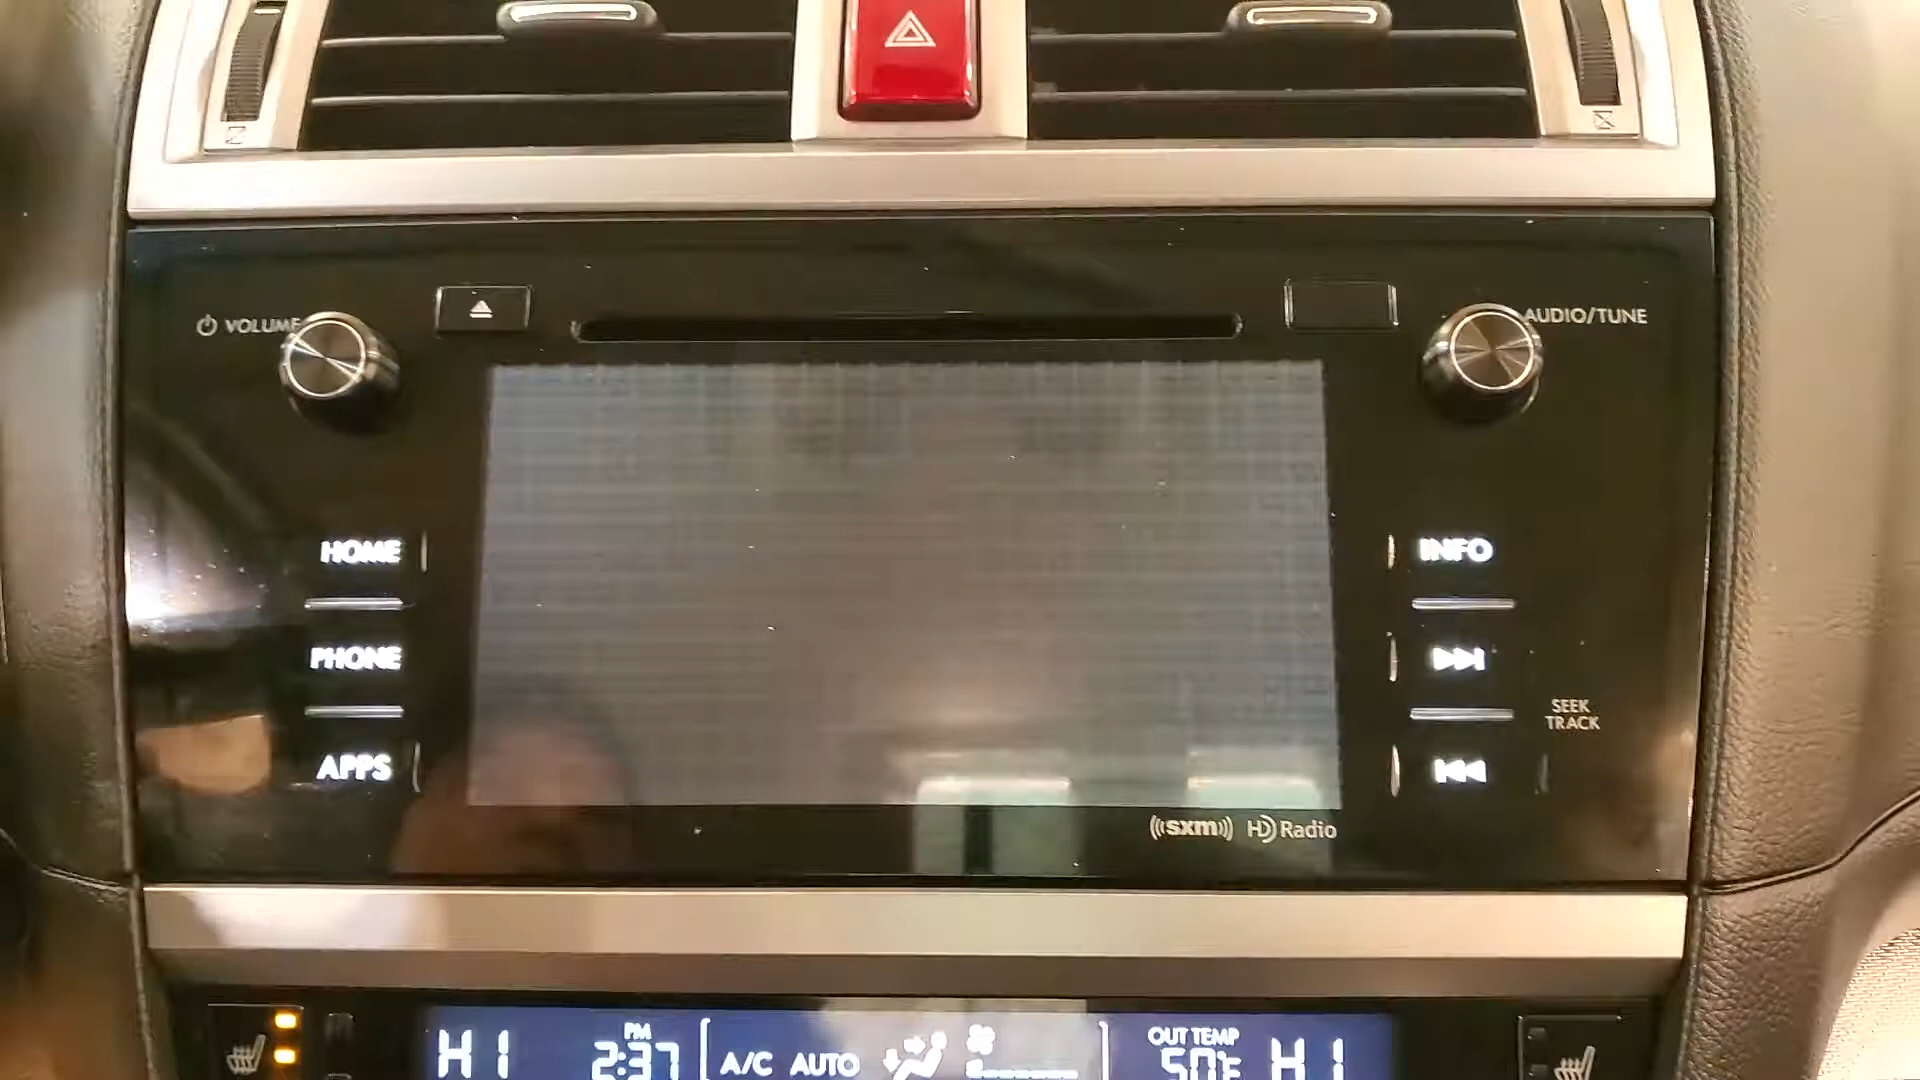 VOLUME
AUDIO/TUNE
HOME
INFO
PHONE
SEEK
TRACK
APPS
sxm HD Radio
PM
OUT TEMP
HI 2:37 A/C AUTO 50°F HI